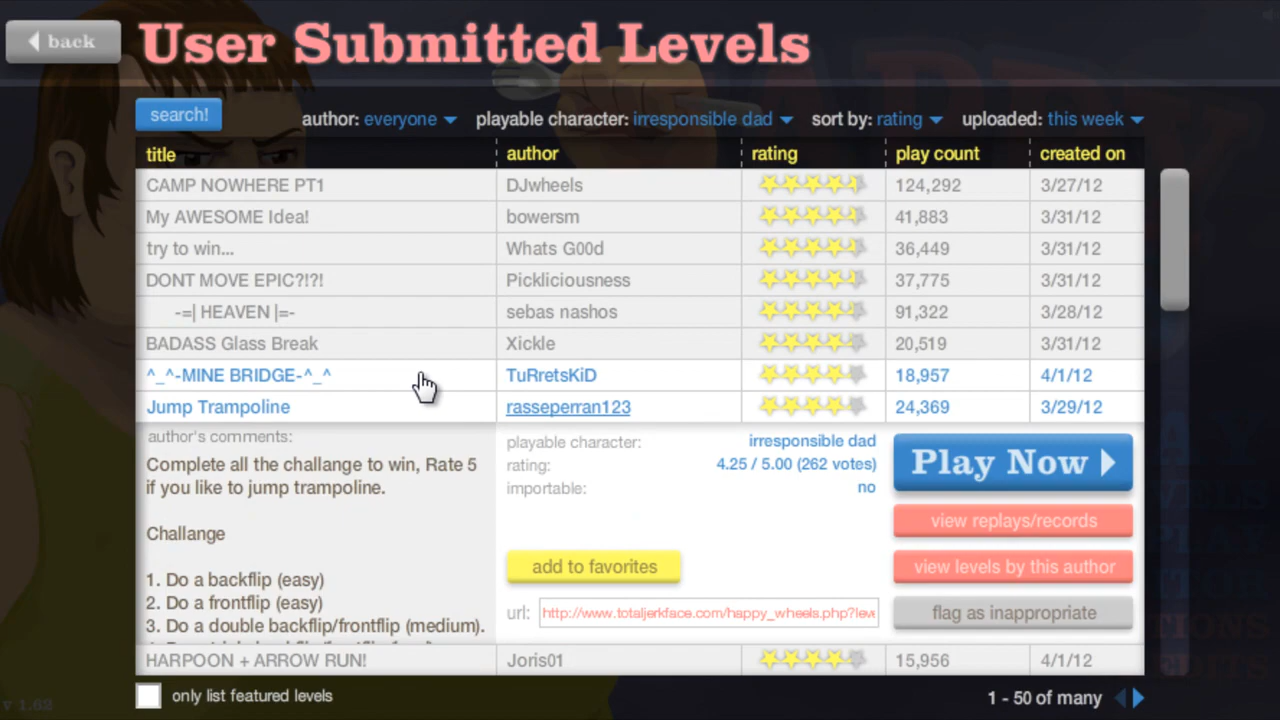 back
User Submitted Levels
search!
author: everyone playable character: irresponsible dad sort by: rating uploaded: this week
title author rating play count created on
CAMP NOWHERE PT1 DJwheels 124,292 3/27/12
My AWESOME Idea! bowersm 41,883 3/31/12
try to win... Whats G00d 36,449 3/31/12
DONT MOVE EPIC?!?! Pickliciousness 37,775 3/31/12
-=| HEAVEN |=- sebas nashos 91,322 3/28/12
BADASS Glass Break Xickle 20,519 3/31/12
^_^-MINE BRIDGE-^_^ TuRretsKiD 18,957 4/1/12
Jump Trampoline rasseperran123 24,369 3/29/12
author's comments:
Complete all the challange to win, Rate 5
if you like to jump trampoline.
Challange
1. Do a backflip (easy)
2. Do a frontflip (easy)
3. Do a double backflip/frontflip (medium).
playable character: irresponsible dad
rating: 4.25 / 5.00 (262 votes)
importable: no
add to favorites
url: http://www.totaljerkface.com/happy_wheels.php?leve
Play Now
view replays/records
view levels by this author
flag as inappropriate
HARPOON + ARROW RUN! Joris01 15,956 4/1/12
only list featured levels
1 - 50 of many
v 1.62